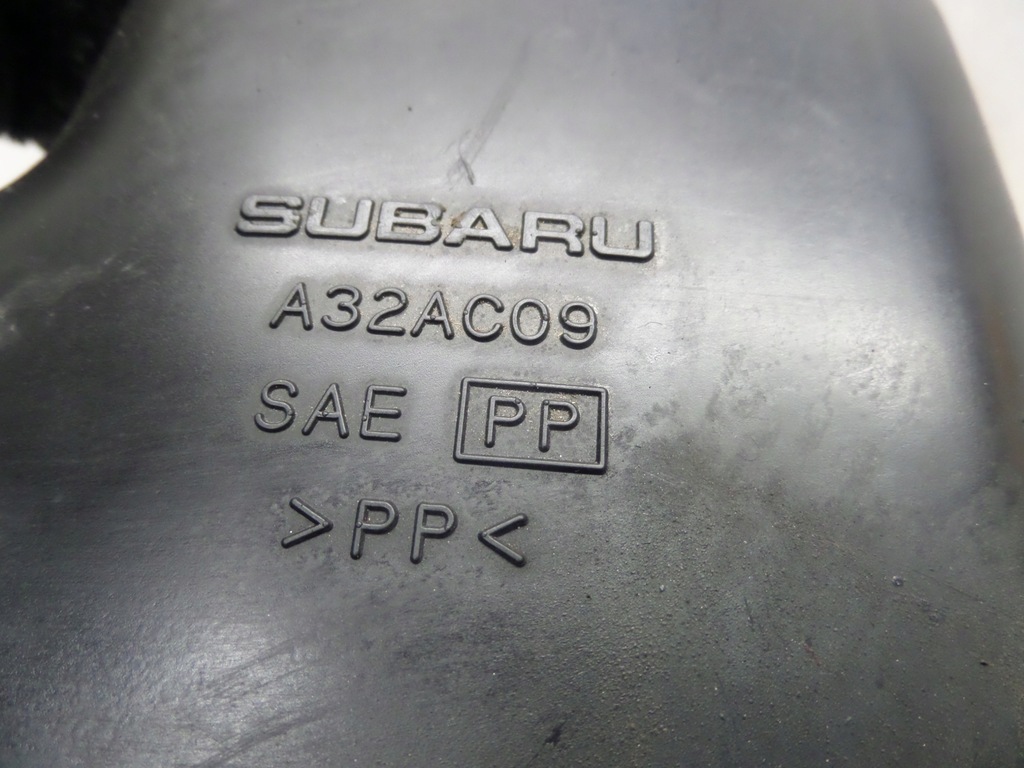 SUBARU
A32AC09
SAE PP
>PP<